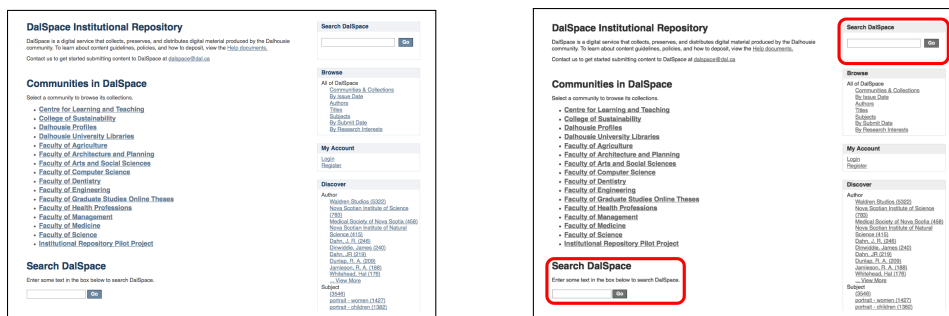 DalSpace Institutional Repository
DalSpace is a digital service that collects, preserves, and distributes digital material produced by the Dalhousie
community. To learn about content guidelines, policies, and how to deposit, view the Help documents.
Contact us to get started submitting content to DalSpace at dalspace@dal.ca
Communities in DalSpace
Select a community to browse its collections.
Centre for Learning and Teaching
College of Sustainability
Dalhousie Profiles
Dalhousie University Libraries
Faculty of Agriculture
Faculty of Architecture and Planning
Faculty of Arts and Social Sciences
Faculty of Computer Science
Faculty of Dentistry
Faculty of Engineering
Faculty of Graduate Studies Online Theses
Faculty of Health Professions
Faculty of Management
Faculty of Medicine
Faculty of Science
Institutional Repository Pilot Project
Search DalSpace
Enter some text in the box below to search DalSpace.
Go
Search DalSpace
Go
Browse
All of DalSpace
Communities & Collections
By Issue Date
Authors
Titles
Subjects
By Submit Date
By Research Interests
My Account
Login
Register
Discover
Author
Waldren Studios (5322)
Nova Scotian Institute of Science
(793)
Medical Society of Nova Scotia (458)
Nova Scotian Institute of Natural
Science (415)
Dahn, J. R. (246)
Dinwiddie, James (240)
Dahn, JR (219)
Dunlap, R. A. (209)
Jamieson, R. A. (188)
Whitehead, Hal (176)
... View More
Subject
(3546)
portrait - women (1427)
portrait - children (1382)
DalSpace Institutional Repository
DalSpace is a digital service that collects, preserves, and distributes digital material produced by the Dalhousie
community. To learn about content guidelines, policies, and how to deposit, view the Help documents.
Contact us to get started submitting content to DalSpace at dalspace@dal.ca
Communities in DalSpace
Select a community to browse its collections.
Centre for Learning and Teaching
College of Sustainability
Dalhousie Profiles
Dalhousie University Libraries
Faculty of Agriculture
Faculty of Architecture and Planning
Faculty of Arts and Social Sciences
Faculty of Computer Science
Faculty of Dentistry
Faculty of Engineering
Faculty of Graduate Studies Online Theses
Faculty of Health Professions
Faculty of Management
Faculty of Medicine
Faculty of Science
Institutional Repository Pilot Project
Search DalSpace
Enter some text in the box below to search DalSpace.
Go
Search DalSpace
Go
Browse
All of DalSpace
Communities & Collections
By Issue Date
Authors
Titles
Subjects
By Submit Date
By Research Interests
My Account
Login
Register
Discover
Author
Waldren Studios (5322)
Nova Scotian Institute of Science
(793)
Medical Society of Nova Scotia (458)
Nova Scotian Institute of Natural
Science (415)
Dahn, J. R. (246)
Dinwiddie, James (240)
Dahn, JR (219)
Dunlap, R. A. (209)
Jamieson, R. A. (188)
Whitehead, Hal (176)
... View More
Subject
(3546)
portrait - women (1427)
portrait - children (1382)